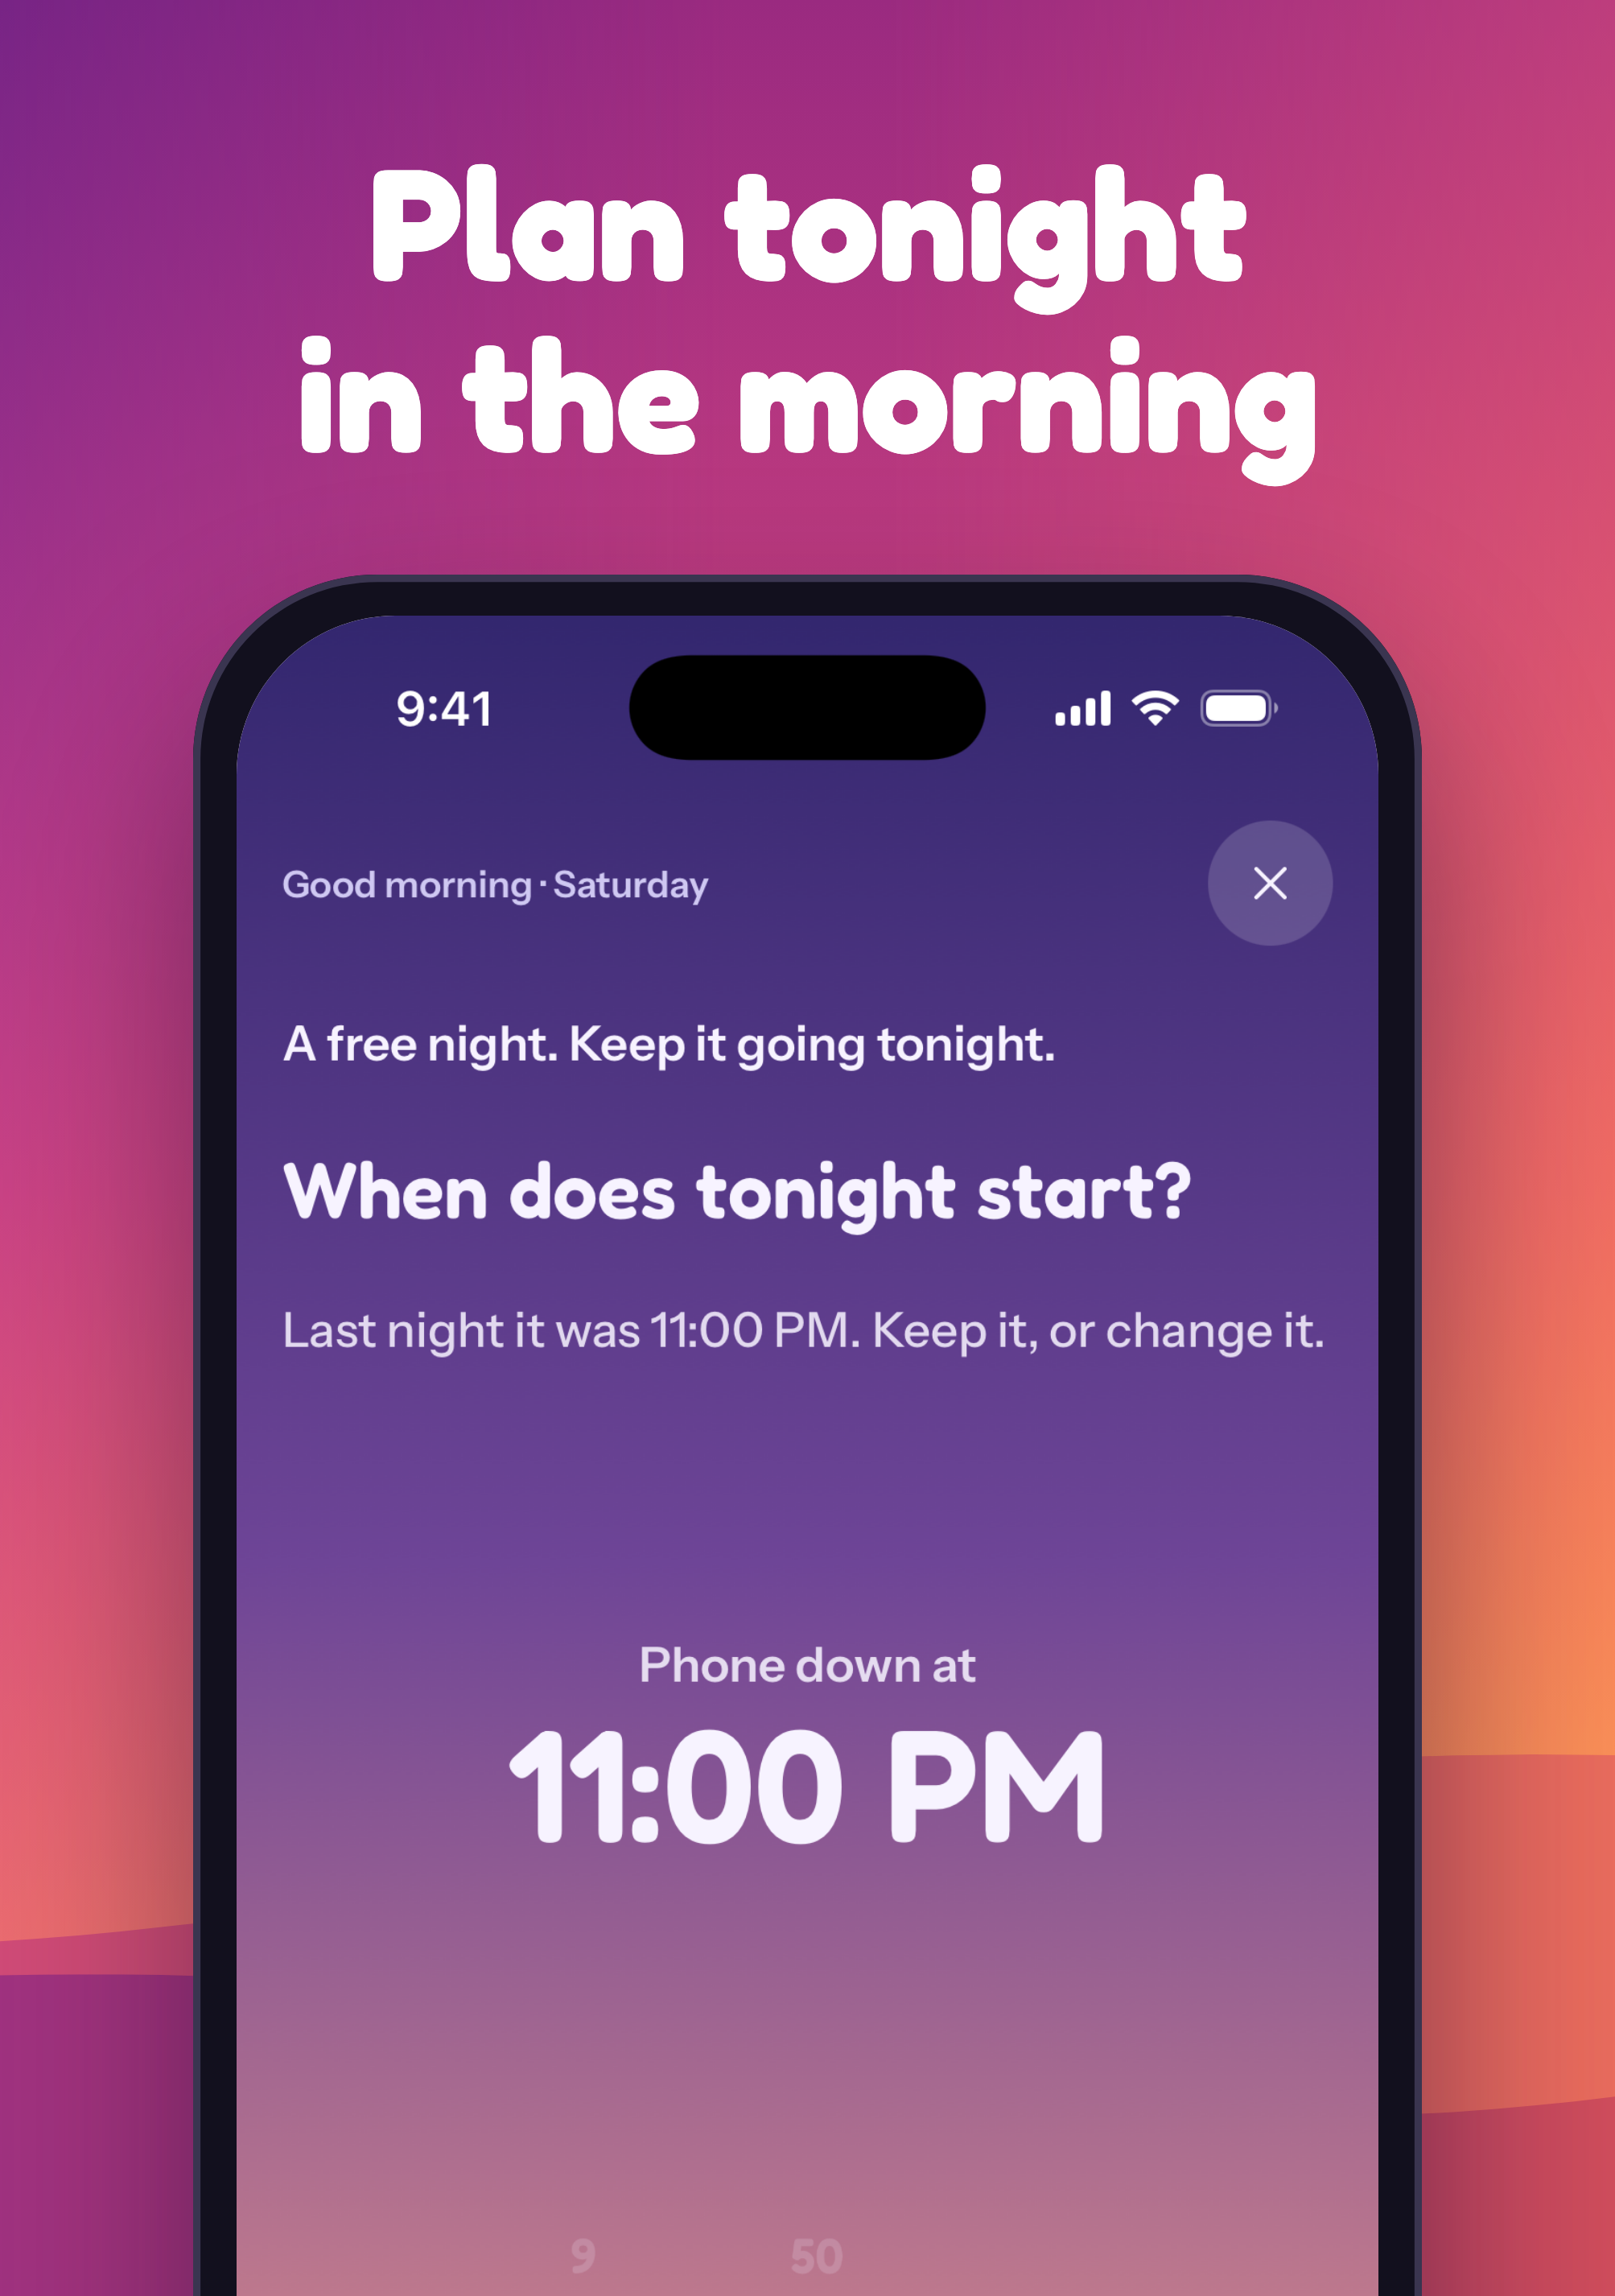 Plan tonight
in the morning
9:41
Good morning · Saturday
A free night. Keep it going tonight.
When does tonight start?
Last night it was 11:00 PM. Keep it, or change it.
Phone down at
11:00 PM
9 50